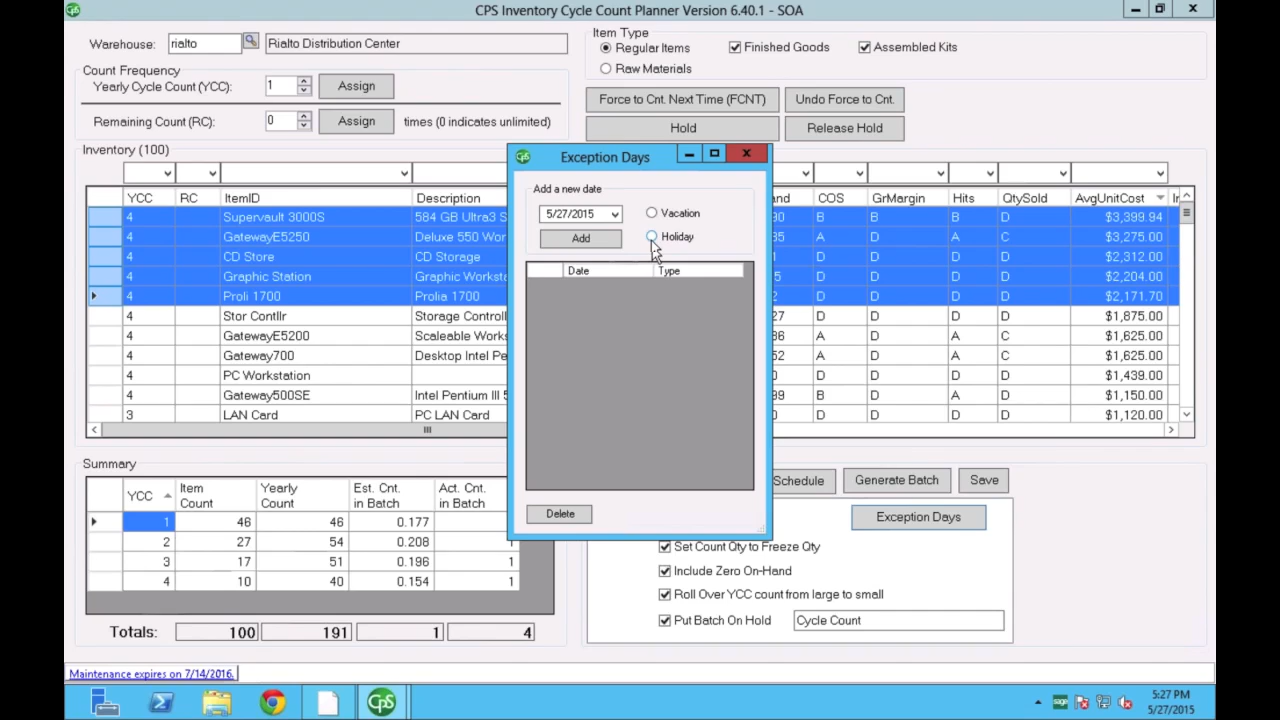 CPS Inventory Cycle Count Planner Version 6.40.1 - SOA
Warehouse: rialto Rialto Distribution Center
Item Type
Regular Items Finished Goods Assembled Kits
Raw Materials
Count Frequency
Yearly Cycle Count (YCC): 1 Assign
Remaining Count (RC): 0 Assign times (0 indicates unlimited)
Force to Cnt. Next Time (FCNT) Undo Force to Cnt.
Hold Release Hold
Inventory (100)
YCC RC ItemID Description COS GrMargin Hits QtySold AvgUnitCost
4 Supervault 3000S 584 GB Ultra3 S B B B D $3,399.94
4 GatewayE5250 Deluxe 550 Wor A D A C $3,275.00
4 CD Store CD Storage D D D D $2,312.00
4 Graphic Station Graphic Worksta D D D D $2,204.00
4 Proli 1700 Prolia 1700 D D D D $2,171.70
4 Stor Contllr Storage Controll 27 D D D D $1,875.00
4 GatewayE5200 Scaleable Works A D A C $1,625.00
4 Gateway700 Desktop Intel Pe 52 A D A C $1,625.00
4 PC Workstation D D D D $1,439.00
4 Gateway500SE Intel Pentium III 5 99 B D A D $1,150.00
3 LAN Card PC LAN Card D D D D $1,120.00
Exception Days
Add a new date
5/27/2015 Vacation
Add Holiday
Date Type
Delete
Summary
YCC Item Count Yearly Count Est. Cnt. in Batch Act. Cnt. in Batch
1 46 46 0.177
2 27 54 0.208 1
3 17 51 0.196 1
4 10 40 0.154 1
Totals: 100 191 1 4
Schedule Generate Batch Save
Exception Days
Set Count Qty to Freeze Qty
Include Zero On-Hand
Roll Over YCC count from large to small
Put Batch On Hold Cycle Count
Maintenance expires on 7/14/2016.
CPS
sage
5:27 PM
5/27/2015